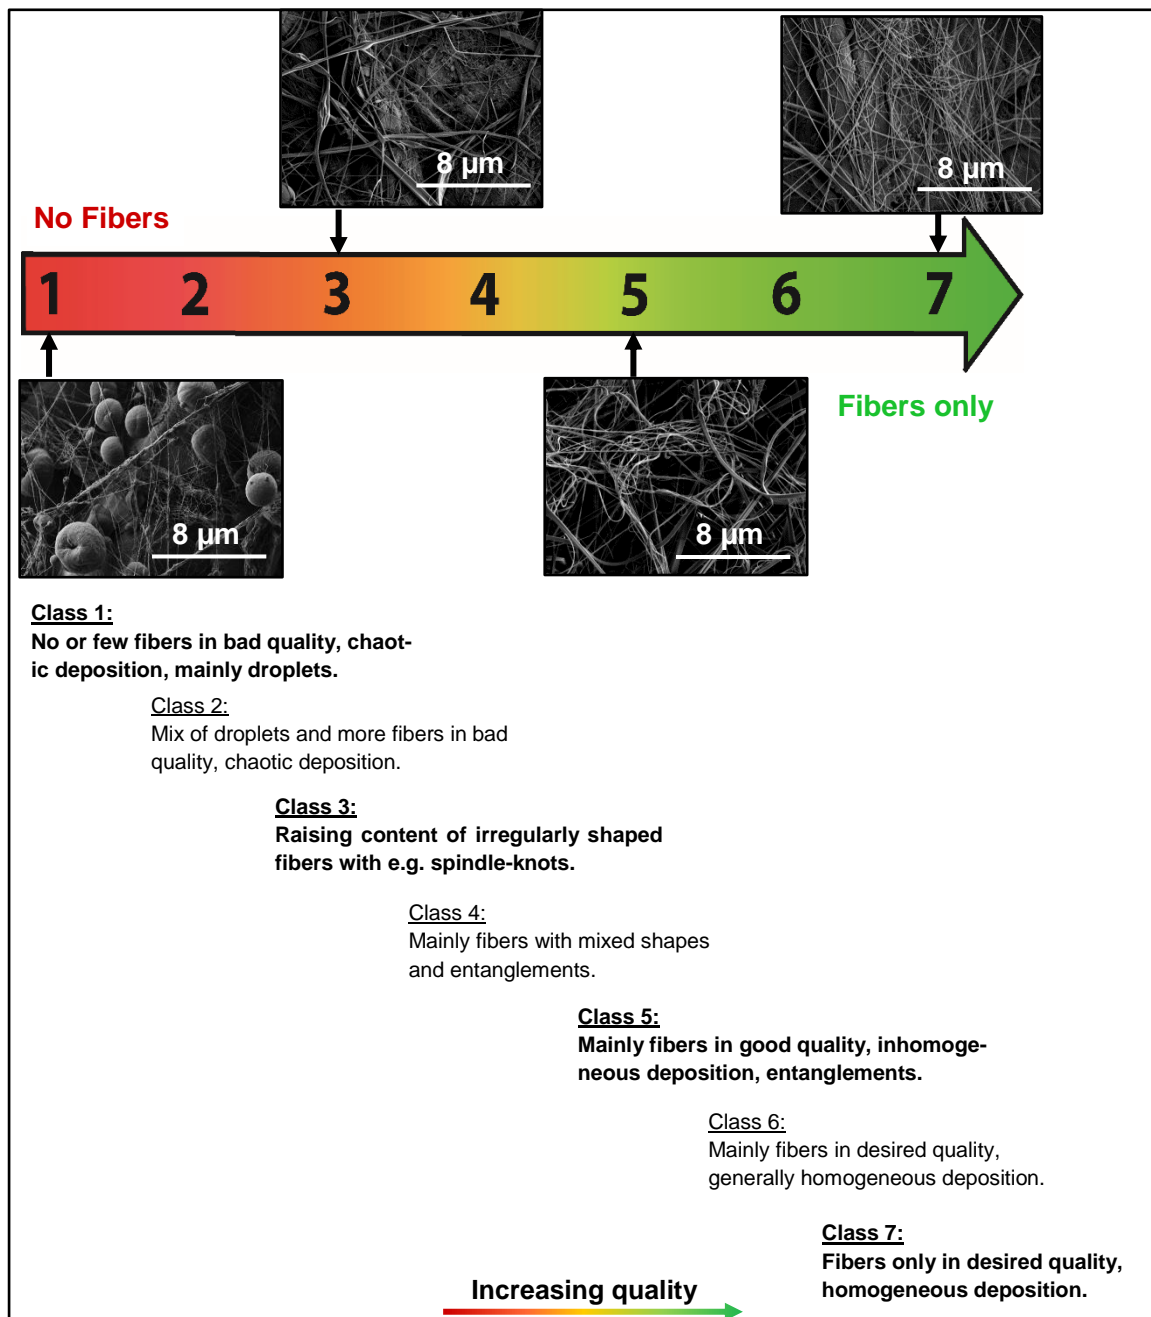 8 µm
8 µm
No Fibers
1 2 3 4 5 6 7
Fibers only
8 µm
8 µm
Class 1:
No or few fibers in bad quality, chaot-
ic deposition, mainly droplets.
Class 2:
Mix of droplets and more fibers in bad
quality, chaotic deposition.
Class 3:
Raising content of irregularly shaped
fibers with e.g. spindle-knots.
Class 4:
Mainly fibers with mixed shapes
and entanglements.
Class 5:
Mainly fibers in good quality, inhomoge-
neous deposition, entanglements.
Class 6:
Mainly fibers in desired quality,
generally homogeneous deposition.
Class 7:
Fibers only in desired quality,
homogeneous deposition.
Increasing quality